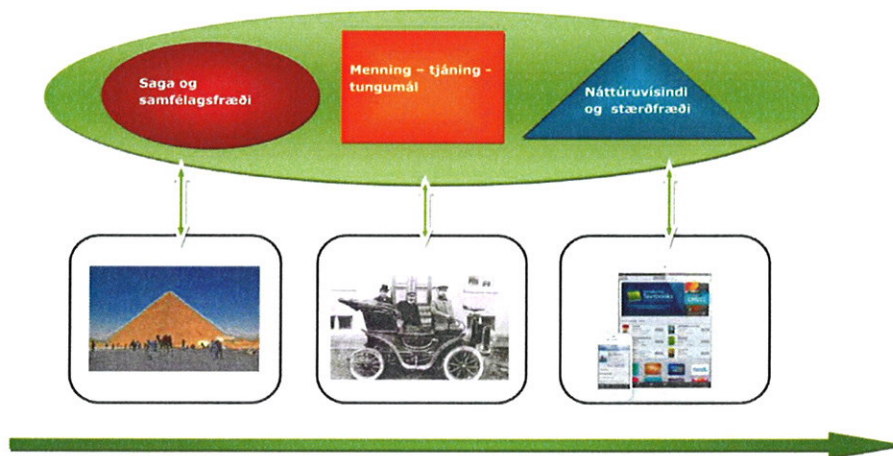 Saga og
samfélagsfræði
Menning – tjáning -
tungumál
Náttúruvísindi
og stærðfræði